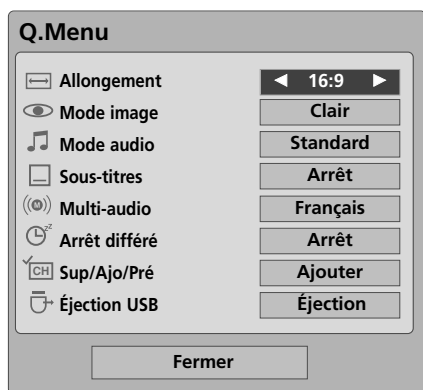 Q.Menu
Allongement ◄ 16:9 ►
Mode image Clair
Mode audio Standard
Sous-titres Arrêt
Multi-audio Français
Arrêt différé Arrêt
CH Sup/Ajo/Pré Ajouter
Éjection USB Éjection
Fermer